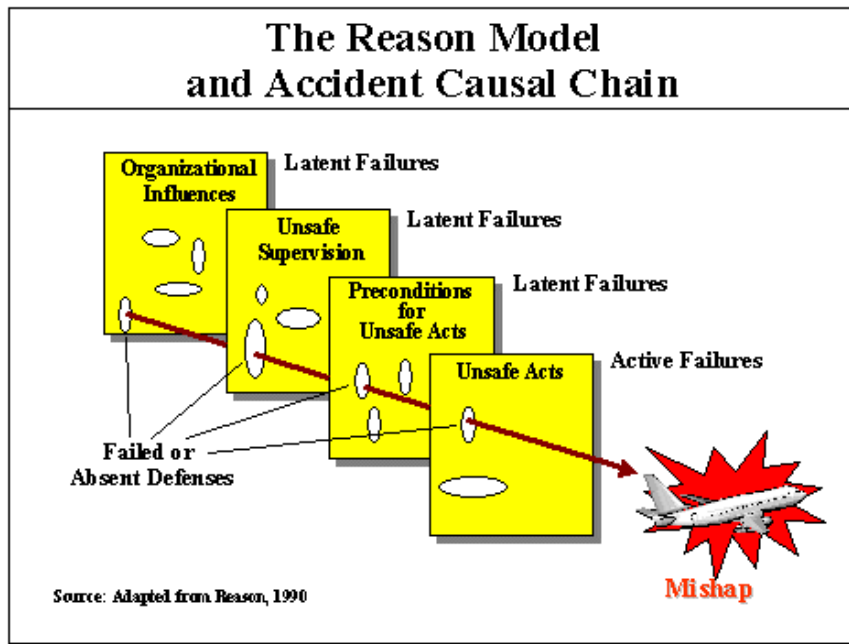 The Reason Model
and Accident Causal Chain
Organizational
Influences
Latent Failures
Unsafe
Supervision
Latent Failures
Preconditions
for
Unsafe Acts
Latent Failures
Unsafe Acts
Active Failures
Failed or
Absent Defenses
Mishap
Source: Adapted from Reason, 1990